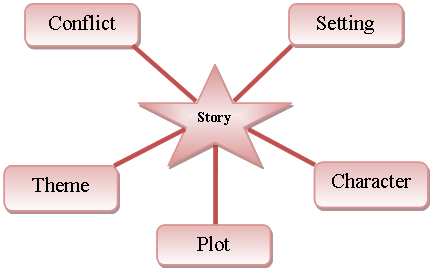 Conflict
Setting
Story
Theme
Character
Plot